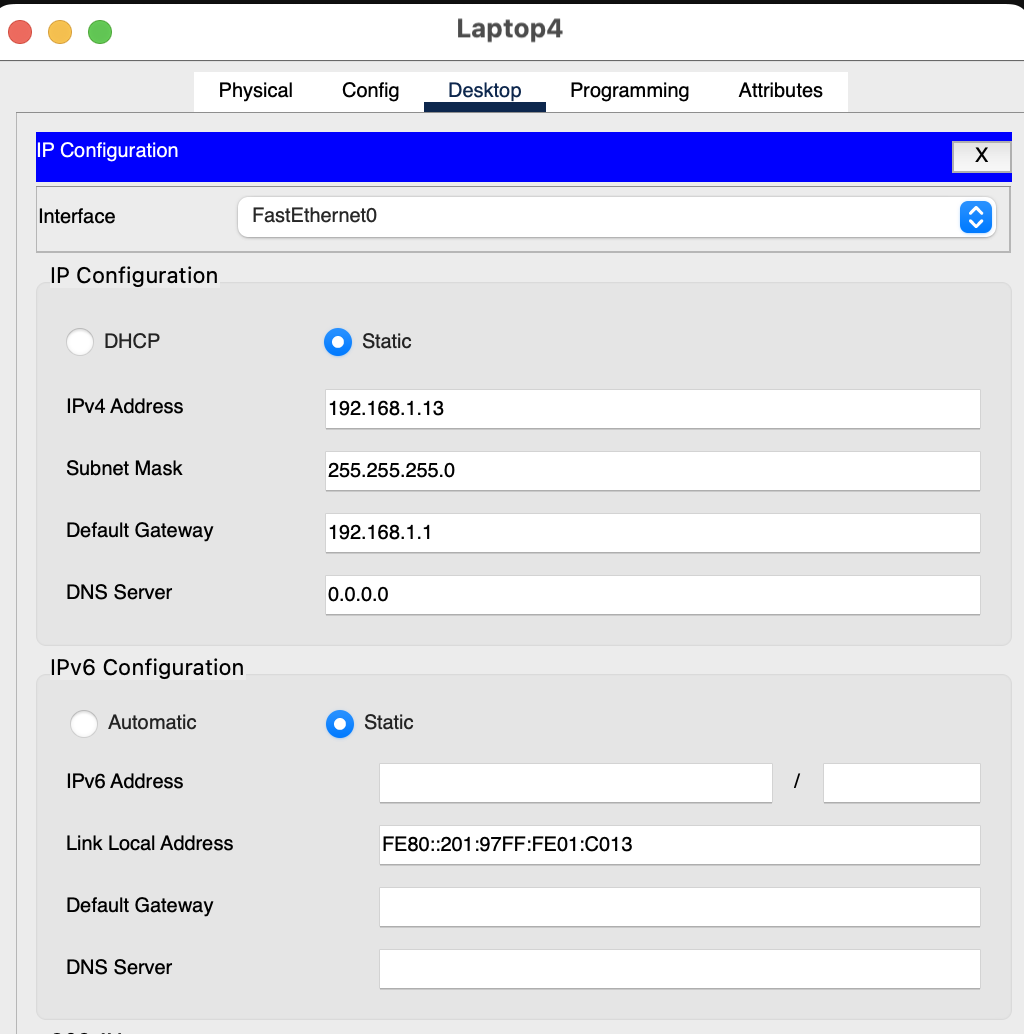 Laptop4
Physical Config Desktop Programming Attributes
IP Configuration X
Interface FastEthernet0
IP Configuration
DHCP Static
IPv4 Address 192.168.1.13
Subnet Mask 255.255.255.0
Default Gateway 192.168.1.1
DNS Server 0.0.0.0
IPv6 Configuration
Automatic Static
IPv6 Address /
Link Local Address FE80::201:97FF:FE01:C013
Default Gateway
DNS Server